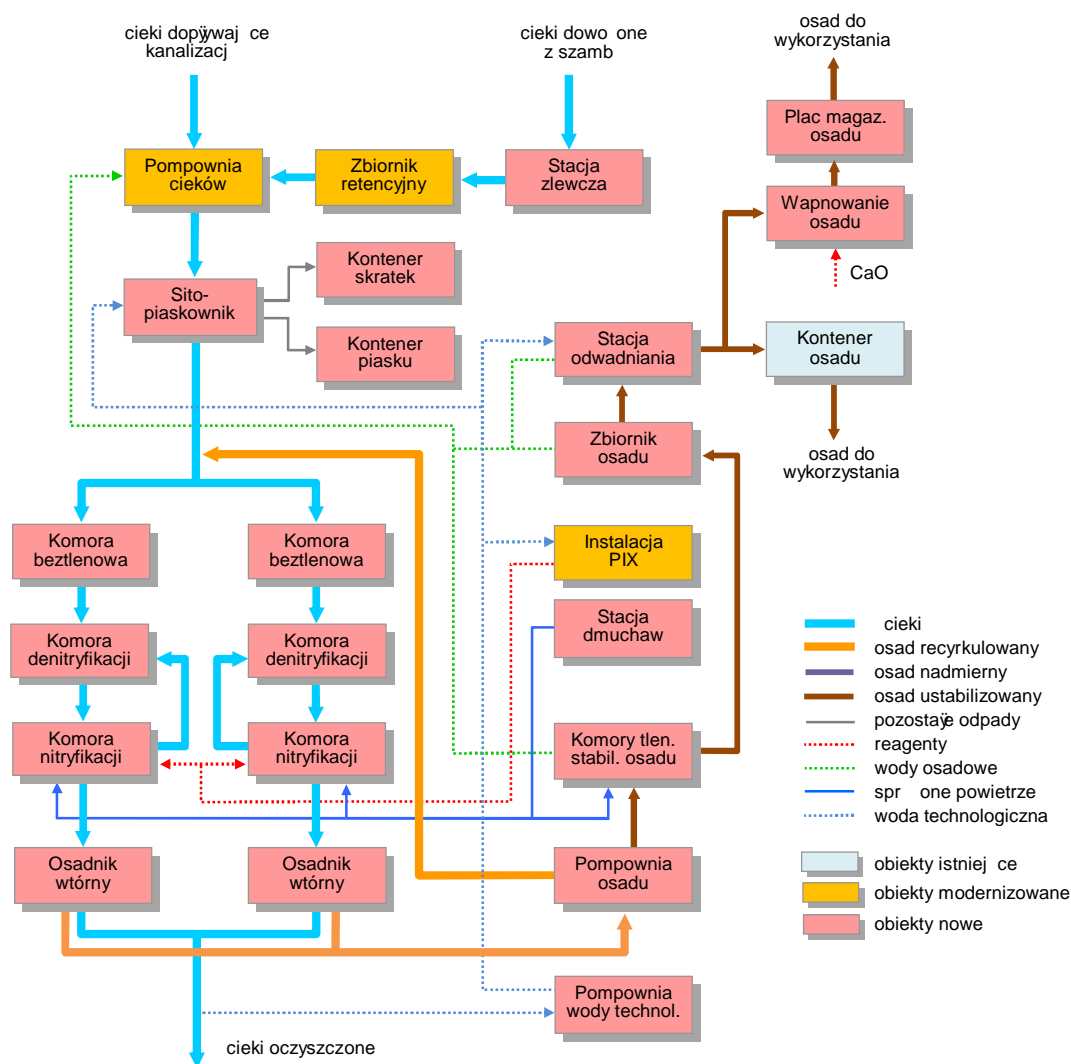 cieki dopÿwaj ce
kanalizacj
cieki dowo one
z szamb
osad do
wykorzystania
Plac magaz.
osadu
Pompownia
cieków
Zbiornik
retencyjny
Stacja
zlewcza
Wapnowanie
osadu
CaO
Kontener
skratek
Sito-
piaskownik
Kontener
piasku
Stacja
odwadniania
Kontener
osadu
Zbiornik
osadu
osad do
wykorzystania
Komora
beztlenowa
Komora
beztlenowa
Instalacja
PIX
Stacja
dmuchaw
Komora
denitryfikacji
Komora
denitryfikacji
Komora
nitryfikacji
Komora
nitryfikacji
Komory tlen.
stabil. osadu
Osadnik
wtórny
Osadnik
wtórny
Pompownia
osadu
Pompownia
wody technol.
cieki oczyszczone
cieki
osad recyrkulowany
osad nadmierny
osad ustabilizowany
pozostaÿe odpady
reagenty
wody osadowe
spr one powietrze
woda technologiczna
obiekty istniej ce
obiekty modernizowane
obiekty nowe